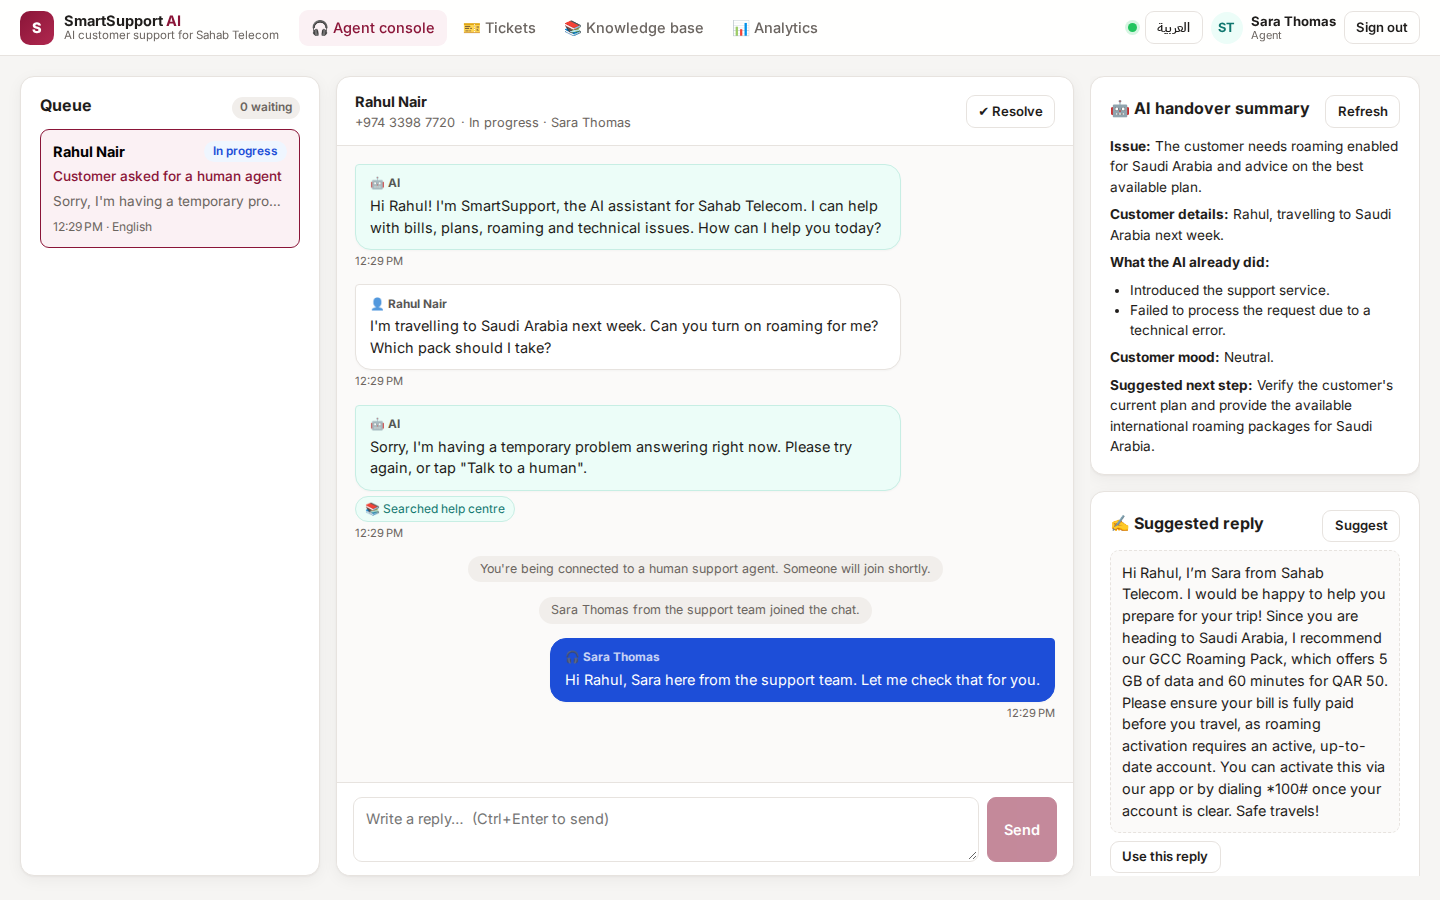 S
SmartSupport AI
AI customer support for Sahab Telecom
🎧 Agent console
🎫 Tickets
📚 Knowledge base
📊 Analytics
العربية
ST
Sara Thomas
Agent
Sign out
Queue
0 waiting
Rahul Nair
In progress
Customer asked for a human agent
Sorry, I'm having a temporary pro...
12:29 PM · English
Rahul Nair
+974 3398 7720 · In progress · Sara Thomas
✔ Resolve
🤖 AI
Hi Rahul! I'm SmartSupport, the AI assistant for Sahab Telecom. I can help
with bills, plans, roaming and technical issues. How can I help you today?
12:29 PM
👤 Rahul Nair
I'm travelling to Saudi Arabia next week. Can you turn on roaming for me?
Which pack should I take?
12:29 PM
🤖 AI
Sorry, I'm having a temporary problem answering right now. Please try
again, or tap "Talk to a human".
📚 Searched help centre
12:29 PM
You're being connected to a human support agent. Someone will join shortly.
Sara Thomas from the support team joined the chat.
🎧 Sara Thomas
Hi Rahul, Sara here from the support team. Let me check that for you.
12:29 PM
Write a reply... (Ctrl+Enter to send)
Send
🤖 AI handover summary
Refresh
Issue: The customer needs roaming enabled
for Saudi Arabia and advice on the best
available plan.
Customer details: Rahul, travelling to Saudi
Arabia next week.
What the AI already did:
• Introduced the support service.
• Failed to process the request due to a
technical error.
Customer mood: Neutral.
Suggested next step: Verify the customer's
current plan and provide the available
international roaming packages for Saudi
Arabia.
✍️ Suggested reply
Suggest
Hi Rahul, I’m Sara from Sahab
Telecom. I would be happy to help you
prepare for your trip! Since you are
heading to Saudi Arabia, I recommend
our GCC Roaming Pack, which offers 5
GB of data and 60 minutes for QAR 50.
Please ensure your bill is fully paid
before you travel, as roaming
activation requires an active, up-to-
date account. You can activate this via
our app or by dialing *100# once your
account is clear. Safe travels!
Use this reply